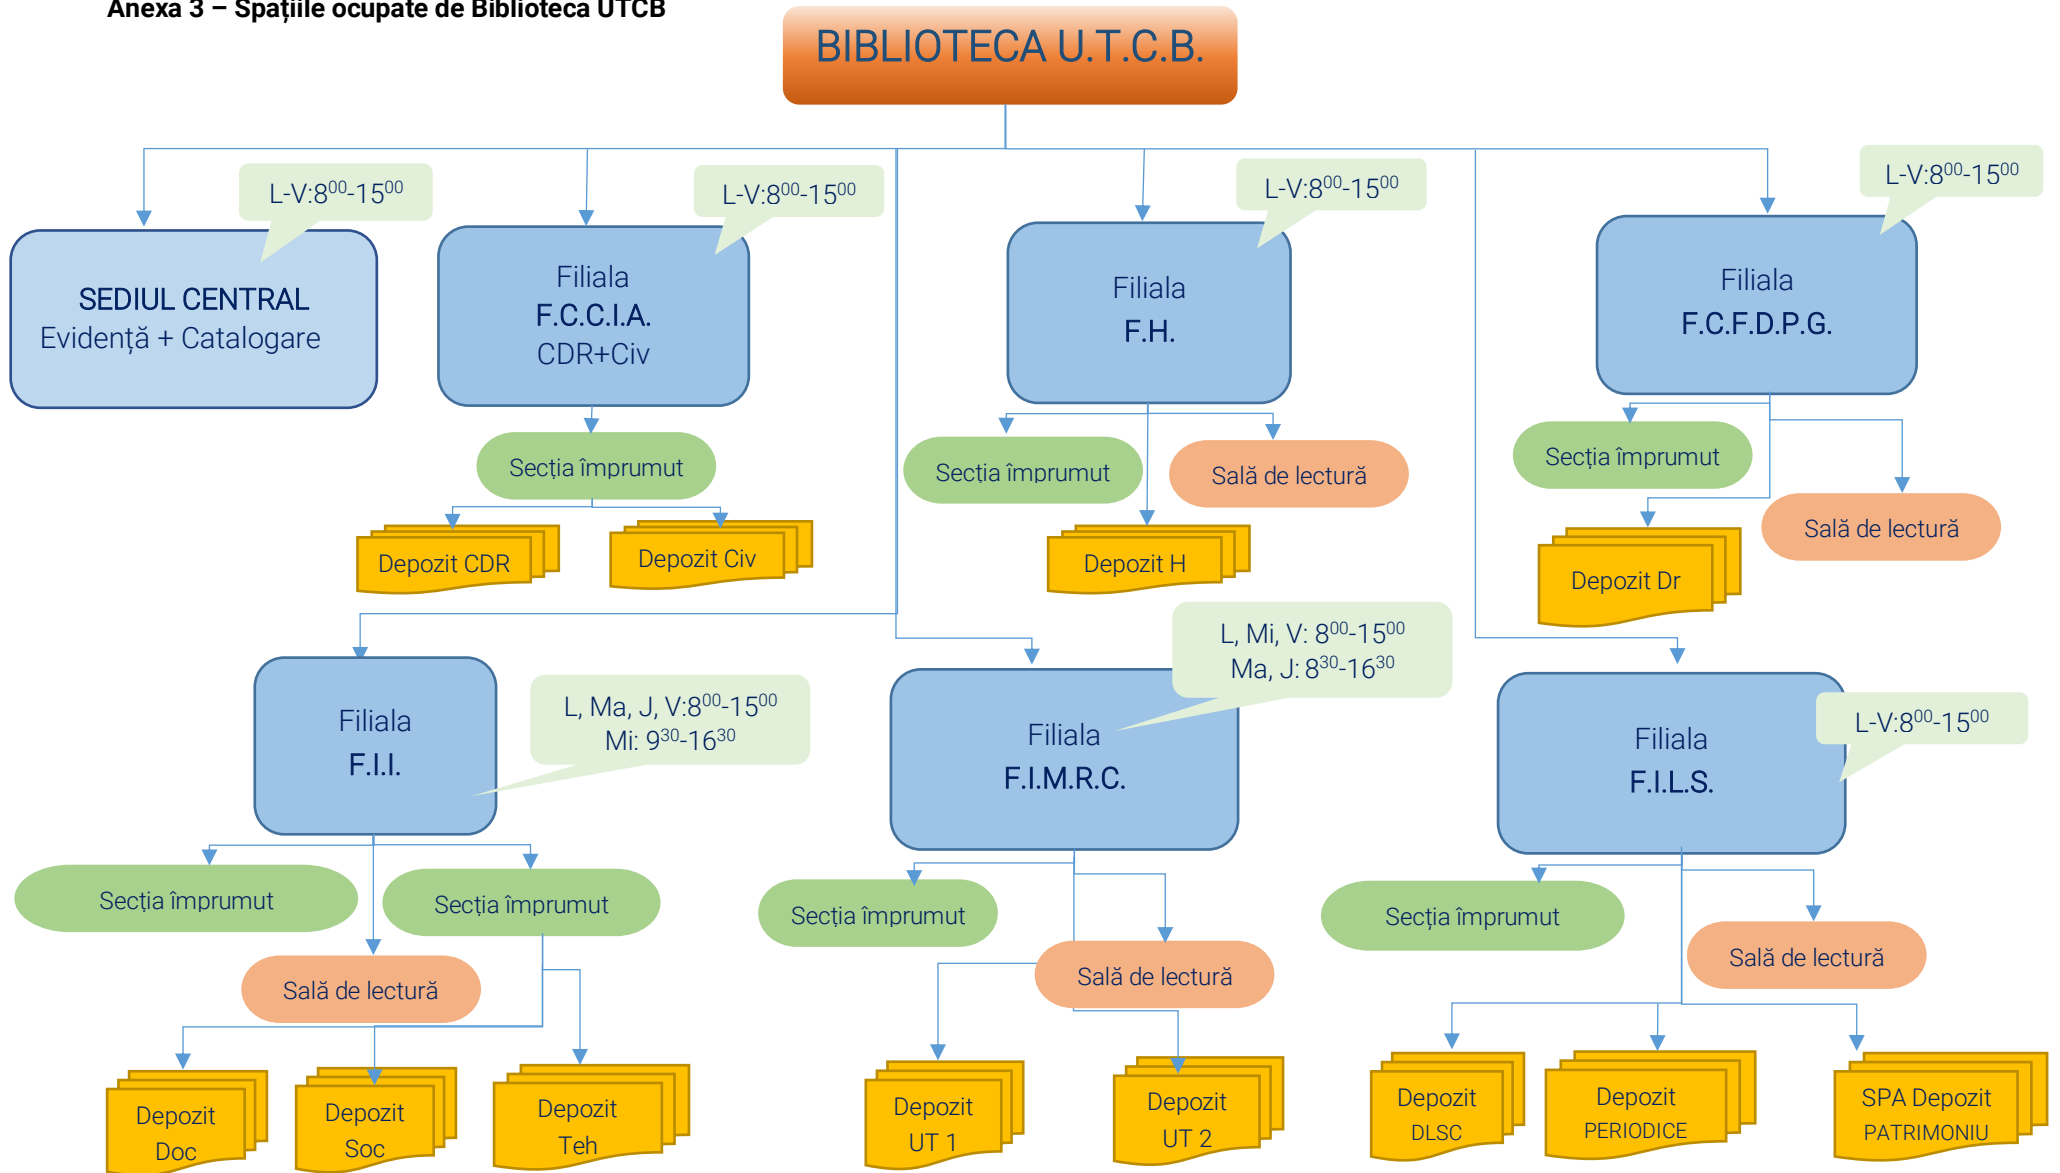 Anexa 3 – Spațiile ocupate de Biblioteca UTCB
BIBLIOTECA U.T.C.B.
L-V:8⁰⁰-15⁰⁰
L-V:8⁰⁰-15⁰⁰
L-V:8⁰⁰-15⁰⁰
L-V:8⁰⁰-15⁰⁰
SEDIUL CENTRAL
Evidență + Catalogare
Filiala
F.C.C.I.A.
CDR+Civ
Filiala
F.H.
Filiala
F.C.F.D.P.G.
Secția împrumut
Secția împrumut
Sală de lectură
Secția împrumut
Sală de lectură
Depozit CDR
Depozit Civ
Depozit H
Depozit Dr
Filiala
F.I.I.
L, Ma, J, V:8⁰⁰-15⁰⁰
Mi: 9³⁰-16³⁰
Filiala
F.I.M.R.C.
L, Mi, V: 8⁰⁰-15⁰⁰
Ma, J: 8³⁰-16³⁰
Filiala
F.I.L.S.
L-V:8⁰⁰-15⁰⁰
Secția împrumut
Secția împrumut
Sală de lectură
Secția împrumut
Sală de lectură
Secția împrumut
Sală de lectură
Depozit
Doc
Depozit
Soc
Depozit
Teh
Depozit
UT 1
Depozit
UT 2
Depozit
DLSC
Depozit
PERIODICE
SPA Depozit
PATRIMONIU